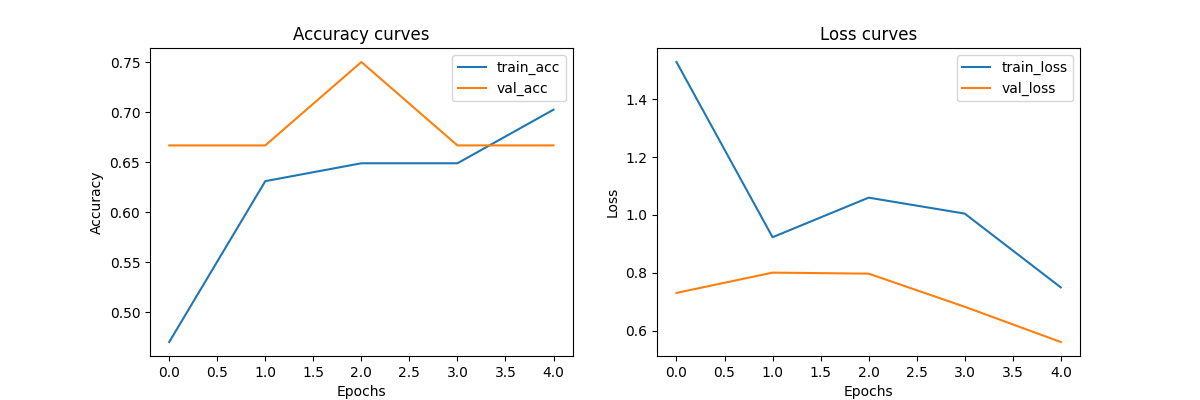 Accuracy curves
train_acc
val_acc
0.75
0.70
0.65
0.60
0.55
0.50
Accuracy
0.0 0.5 1.0 1.5 2.0 2.5 3.0 3.5 4.0
Epochs
Loss curves
train_loss
val_loss
1.4
1.2
1.0
0.8
0.6
Loss
0.0 0.5 1.0 1.5 2.0 2.5 3.0 3.5 4.0
Epochs